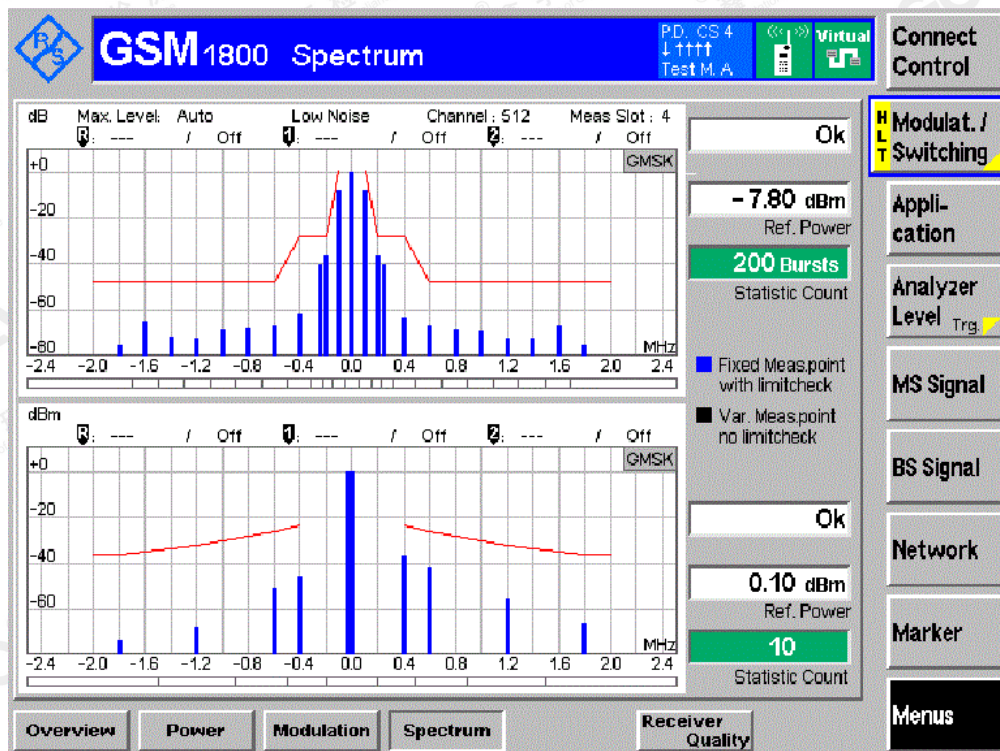 R S
GSM 1800 Spectrum
P.D. CS 4
↓ ↑↑↑↑
Test M. A
Virtual
Connect
Control
dB Max. Level: Auto Low Noise Channel : 512 Meas Slot : 4
R: --- / Off 1: --- / Off 2: --- / Off
GMSK
+0
-20
-40
-60
-80
MHz
-2.4 -2.0 -1.6 -1.2 -0.8 -0.4 0.0 0.4 0.8 1.2 1.6 2.0 2.4
Ok
-7.80 dBm
Ref. Power
200 Bursts
Statistic Count
Fixed Meas.point
with limitcheck
Var. Meas.point
no limitcheck
dBm
R: --- / Off 1: --- / Off 2: --- / Off
GMSK
+0
-20
-40
-60
MHz
-2.4 -2.0 -1.6 -1.2 -0.8 -0.4 0.0 0.4 0.8 1.2 1.6 2.0 2.4
Ok
0.10 dBm
Ref. Power
10
Statistic Count
H
L
T
Modulat. /
Switching
Appli-
cation
Analyzer
Level Trg.
MS Signal
BS Signal
Network
Marker
Menus
Overview Power Modulation Spectrum Receiver
Quality